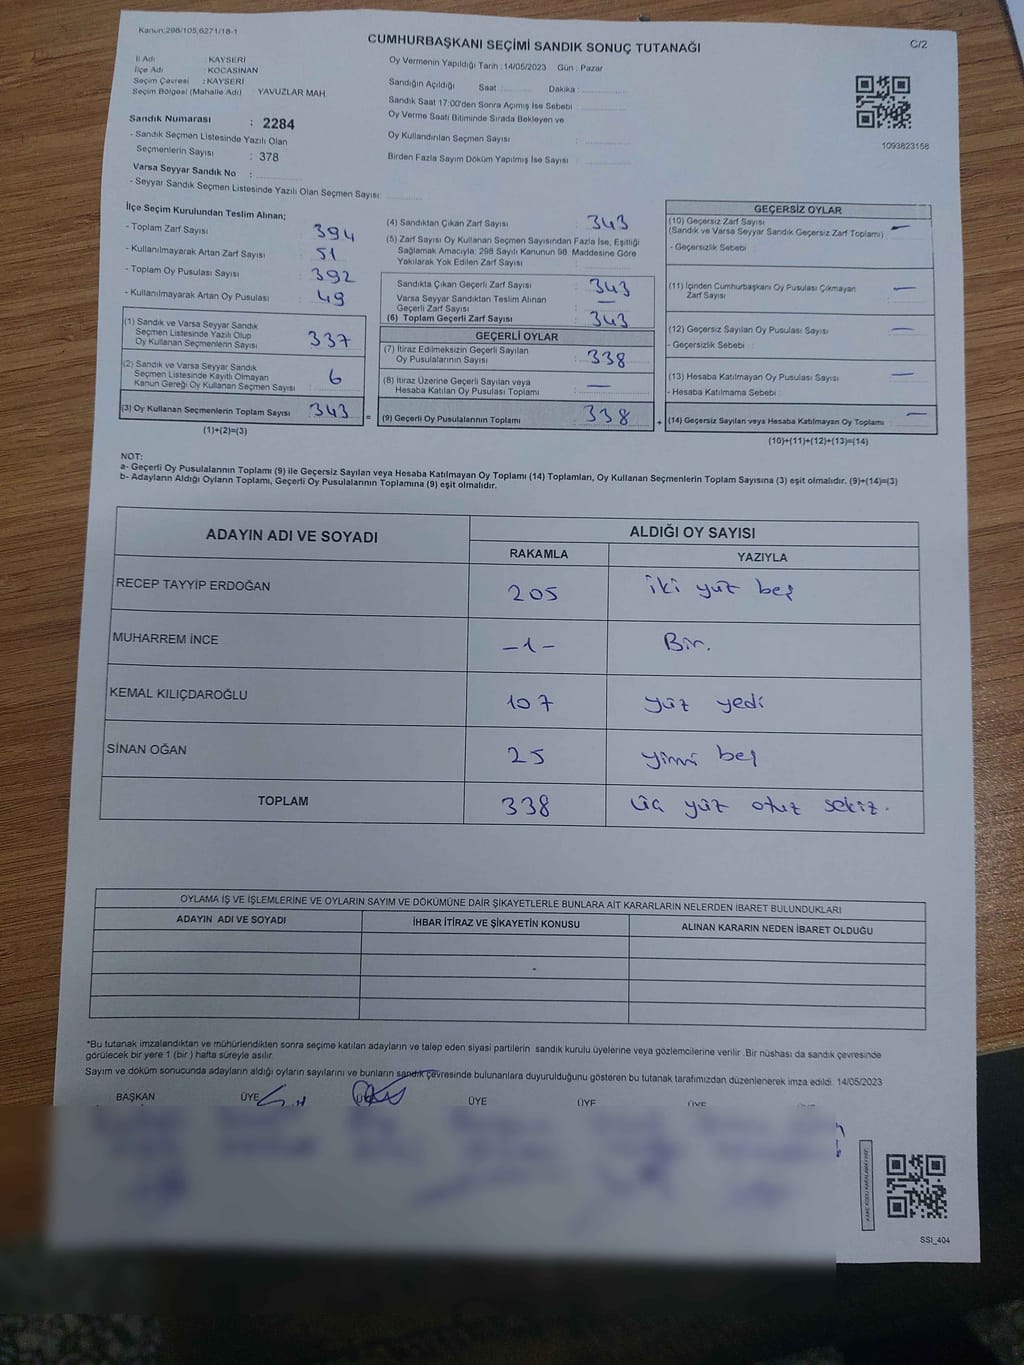 Kanun:298/105,6271/18-1
CUMHURBAŞKANI SEÇİMİ SANDIK SONUÇ TUTANAĞI
C/2
İl Adı : KAYSERİ
İlçe Adı : KOCASİNAN
Seçim Çevresi : KAYSERİ
Seçim Bölgesi (Mahalle Adı) : YAVUZLAR MAH.
Sandık Numarası : 2284
- Sandık Seçmen Listesinde Yazılı Olan
Seçmenlerin Sayısı : 378
Varsa Seyyar Sandık No :
- Seyyar Sandık Seçmen Listesinde Yazılı Olan Seçmen Sayısı:
Oy Vermenin Yapıldığı Tarih : 14/05/2023 Gün : Pazar
Sandığın Açıldığı Saat : Dakika :
Sandık Saat 17:00'den Sonra Açımış İse Sebebi :
Oy Verme Saati Bitiminde Sırada Bekleyen ve
Oy Kullandırılan Seçmen Sayısı :
Birden Fazla Sayım Döküm Yapılmış İse Sayısı :
1093823158
İlçe Seçim Kurulundan Teslim Alınan;
- Toplam Zarf Sayısı : 394
- Kullanılmayarak Artan Zarf Sayısı : 51
- Toplam Oy Pusulası Sayısı : 392
- Kullanılmayarak Artan Oy Pusulası : 49
(1) Sandık ve Varsa Seyyar Sandık
Seçmen Listesinde Yazılı Olup
Oy Kullanan Seçmenlerin Sayısı : 337
(2) Sandık ve Varsa Seyyar Sandık
Seçmen Listesinde Kayıtlı Olmayan
Kanun Gereği Oy Kullanan Seçmen Sayısı : 6
(3) Oy Kullanan Seçmenlerin Toplam Sayısı : 343 =
(1)+(2)=(3)
(4) Sandıktan Çıkan Zarf Sayısı : 343
(5) Zarf Sayısı Oy Kullanan Seçmen Sayısından Fazla İse, Eşitliği
Sağlamak Amacıyla; 298 Sayılı Kanunun 98. Maddesine Göre
Yakılarak Yok Edilen Zarf Sayısı :
Sandıkta Çıkan Geçerli Zarf Sayısı : 343
Varsa Seyyar Sandıktan Teslim Alınan
Geçerli Zarf Sayısı : —
(6) Toplam Geçerli Zarf Sayısı : 343
GEÇERLİ OYLAR
(7) İtiraz Edilmeksizin Geçerli Sayılan
Oy Pusulalarının Sayısı : 338
(8) İtiraz Üzerine Geçerli Sayılan veya
Hesaba Katılan Oy Pusulası Toplamı : —
(9) Geçerli Oy Pusulalarının Toplamı : 338 +
GEÇERSİZ OYLAR
(10) Geçersiz Zarf Sayısı
(Sandık ve Varsa Seyyar Sandık Geçersiz Zarf Toplamı) : —
- Geçersizlik Sebebi :
(11) İçinden Cumhurbaşkanı Oy Pusulası Çıkmayan
Zarf Sayısı : —
(12) Geçersiz Sayılan Oy Pusulası Sayısı : —
- Geçersizlik Sebebi :
(13) Hesaba Katılmayan Oy Pusulası Sayısı : —
- Hesaba Katılmama Sebebi :
(14) Geçersiz Sayılan veya Hesaba Katılmayan Oy Toplamı : —
(10)+(11)+(12)+(13)=(14)
NOT:
a- Geçerli Oy Pusulalarının Toplamı (9) ile Geçersiz Sayılan veya Hesaba Katılmayan Oy Toplamı (14) Toplamları, Oy Kullanan Seçmenlerin Toplam Sayısına (3) eşit olmalıdır. (9)+(14)=(3)
b- Adayların Aldığı Oyların Toplamı, Geçerli Oy Pusulalarının Toplamına (9) eşit olmalıdır.
ADAYIN ADI VE SOYADI
ALDIĞI OY SAYISI
RAKAMLA YAZIYLA
RECEP TAYYİP ERDOĞAN 205 iki yüz beş
MUHARREM İNCE -1- Bir.
KEMAL KILIÇDAROĞLU 107 yüz yedi
SİNAN OĞAN 25 yirmi beş
TOPLAM 338 üç yüz otuz sekiz.
OYLAMA İŞ VE İŞLEMLERİNE VE OYLARIN SAYIM VE DÖKÜMÜNE DAİR ŞİKAYETLERLE BUNLARA AİT KARARLARIN NELERDEN İBARET BULUNDUKLARI
ADAYIN ADI VE SOYADI İHBAR İTİRAZ VE ŞİKAYETİN KONUSU ALINAN KARARIN NEDEN İBARET OLDUĞU
*Bu tutanak imzalandıktan ve mühürlendikten sonra seçime katılan adayların ve talep eden siyasi partilerin sandık kurulu üyelerine veya gözlemcilerine verilir .Bir nüshası da sandık çevresinde
görülecek bir yere 1 (bir ) hafta süreyle asılır.
Sayım ve döküm sonucunda adayların aldığı oyların sayılarını ve bunların sandık çevresinde bulunanlara duyurulduğunu gösteren bu tutanak tarafımızdan düzenlenerek imza edildi. 14/05/2023
BAŞKAN ÜYE ÜYE ÜYE ÜYE ÜYE ÜYE
KARE KODU KARALAMAYINIZ!
SSI_404